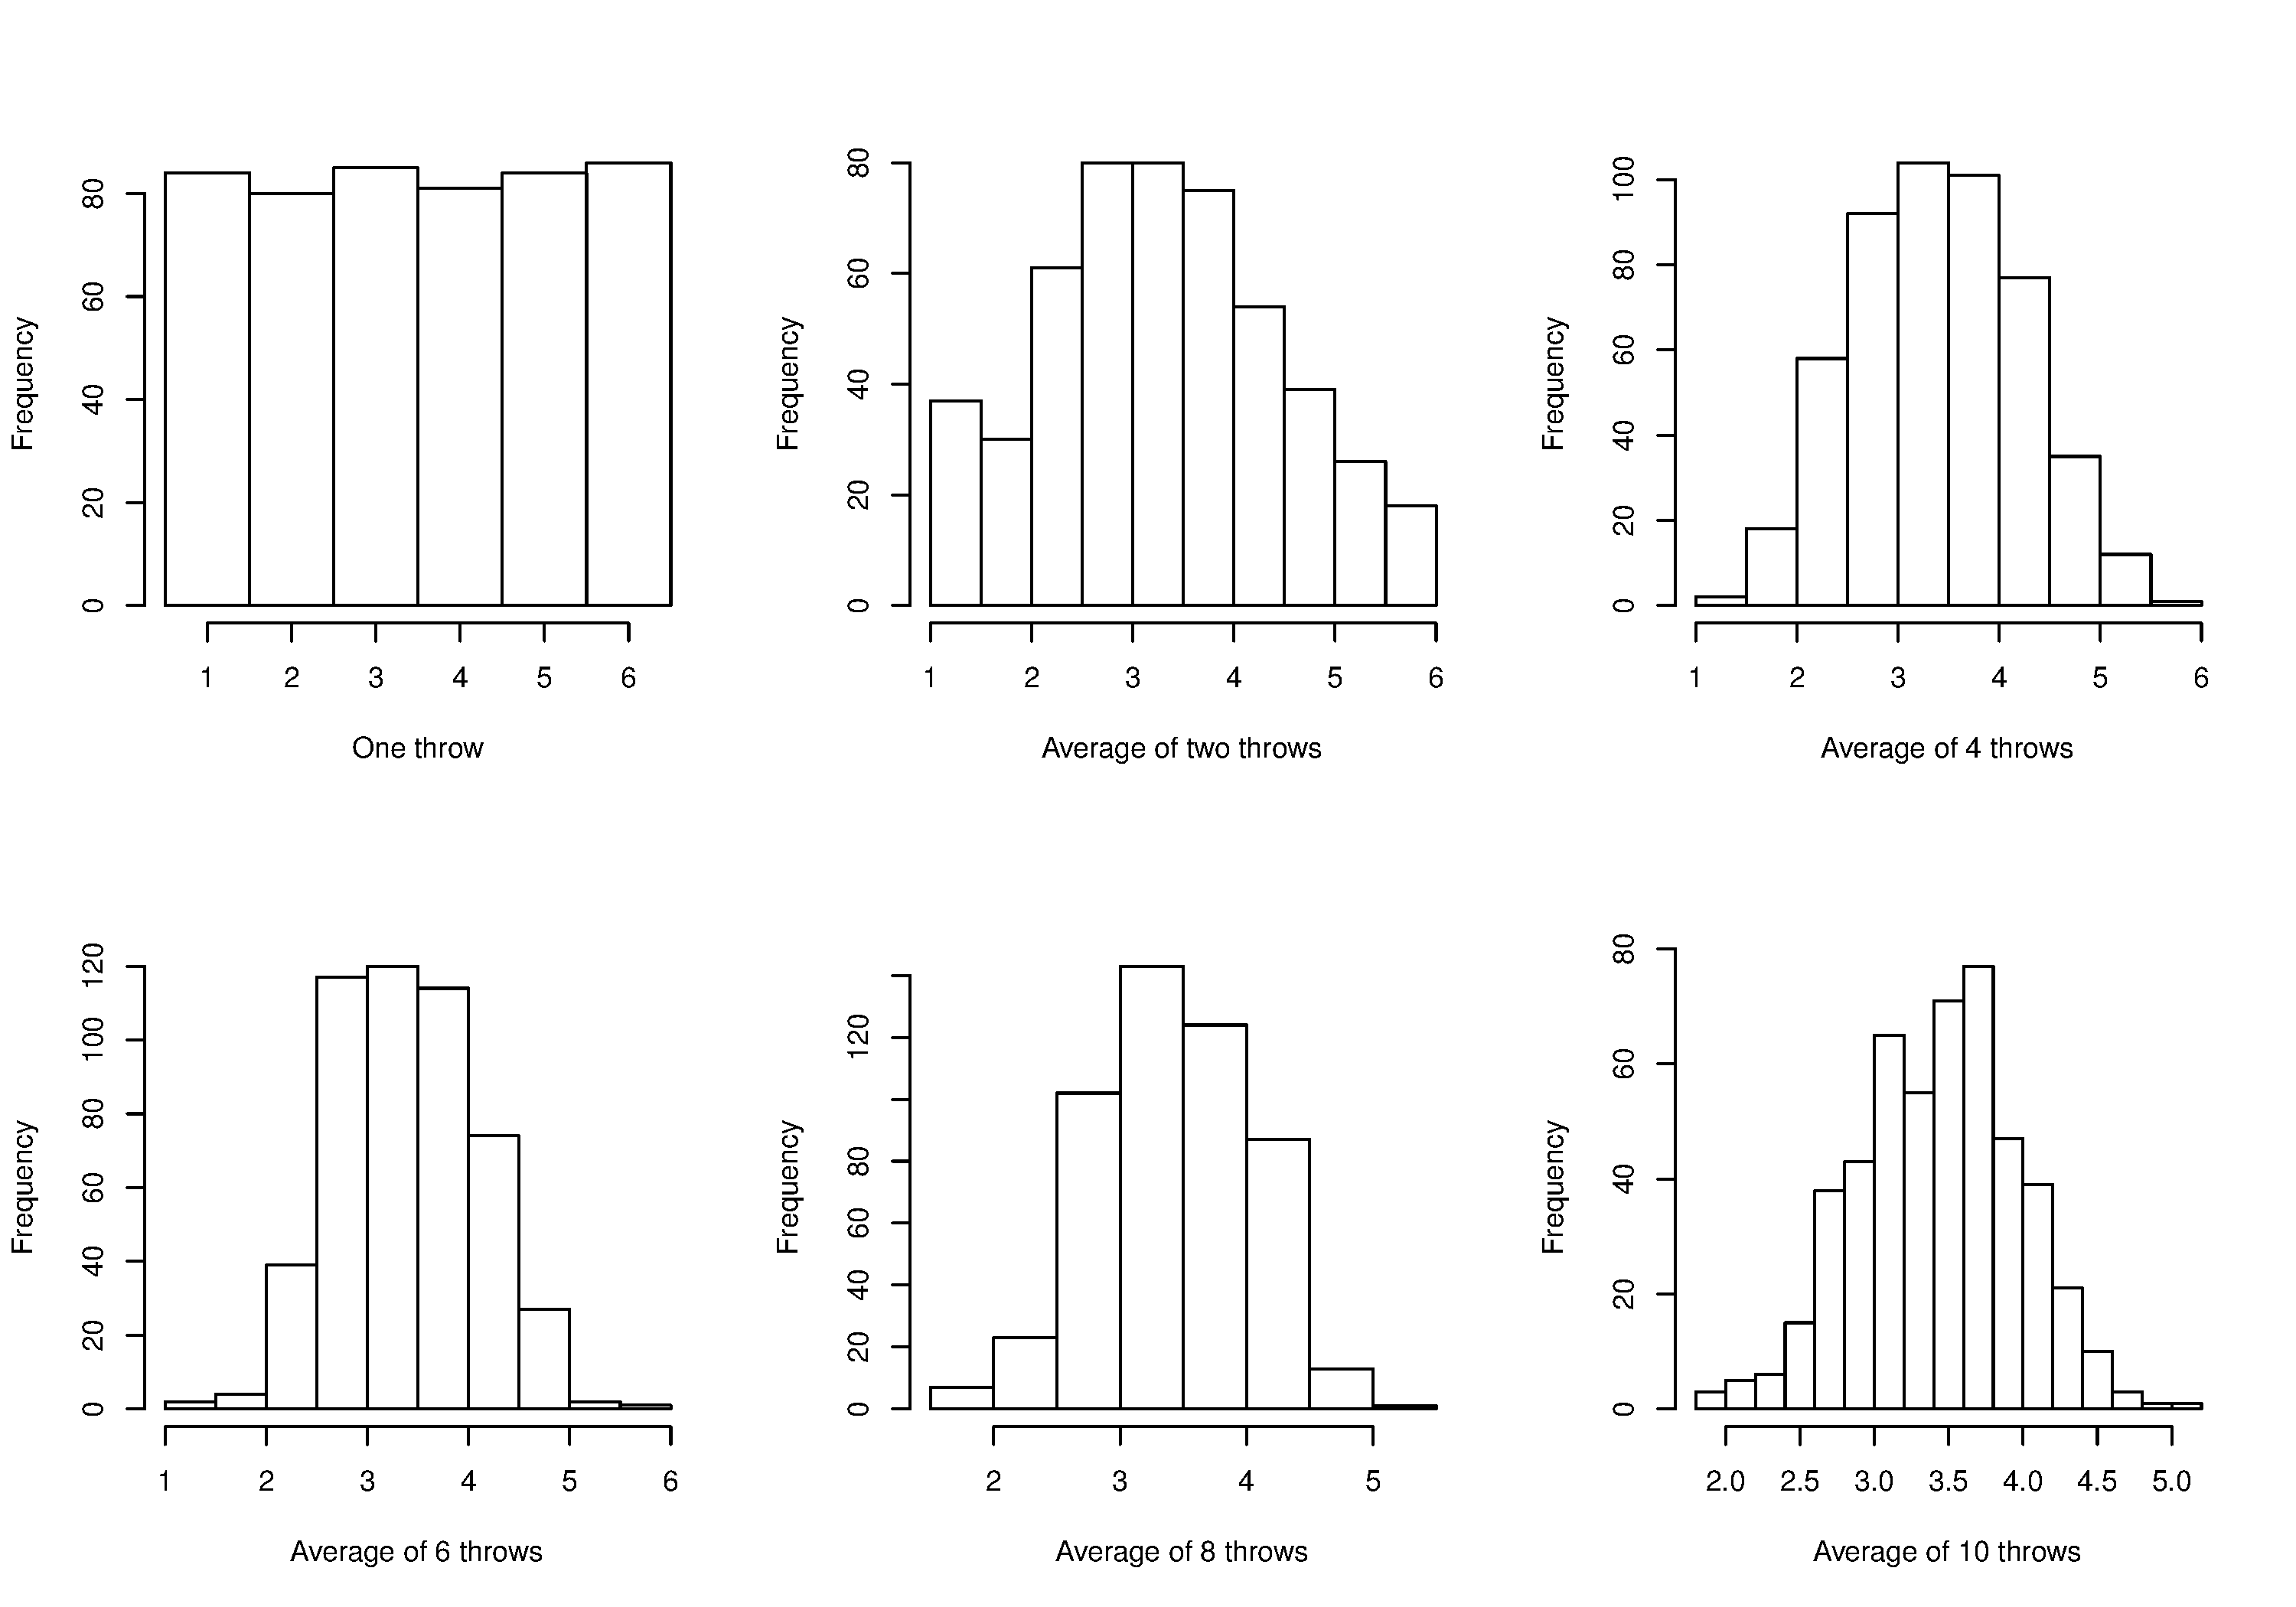 Frequency
0 20 40 60 80
1 2 3 4 5 6
One throw
Frequency
0 20 40 60 80
1 2 3 4 5 6
Average of two throws
Frequency
0 20 40 60 80 100
1 2 3 4 5 6
Average of 4 throws
Frequency
0 20 40 60 80 100 120
1 2 3 4 5 6
Average of 6 throws
Frequency
0 20 40 60 80 120
2 3 4 5
Average of 8 throws
Frequency
0 20 40 60 80
2.0 2.5 3.0 3.5 4.0 4.5 5.0
Average of 10 throws